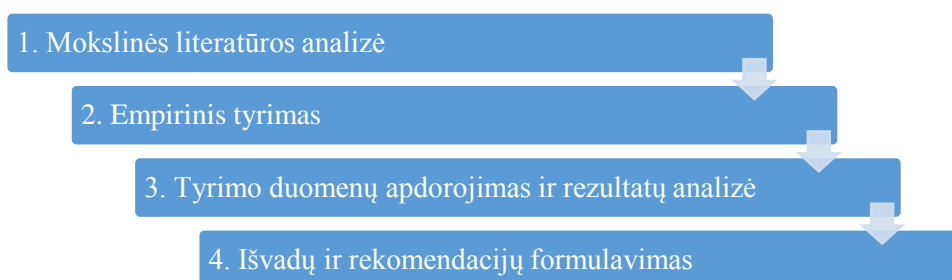 1. Mokslinės literatūros analizė
2. Empirinis tyrimas
3. Tyrimo duomenų apdorojimas ir rezultatų analizė
4. Išvadų ir rekomendacijų formulavimas